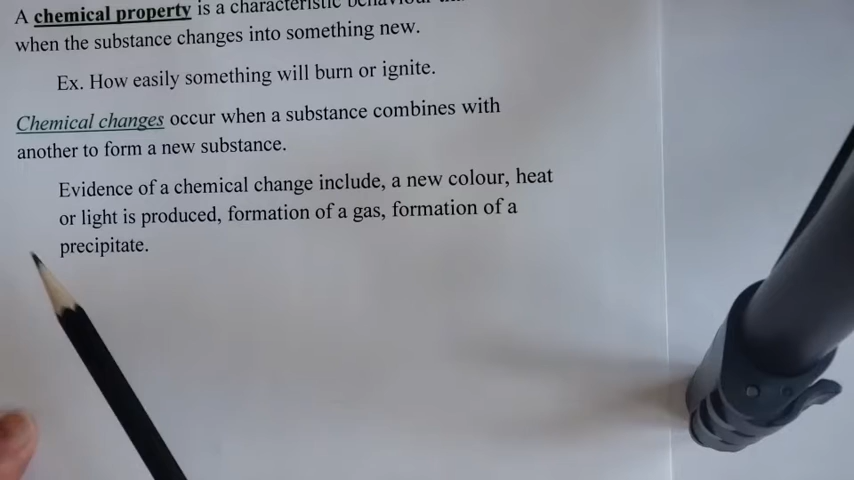 A chemical property is a characteristic behaviour
when the substance changes into something new.
Ex. How easily something will burn or ignite.
Chemical changes occur when a substance combines with
another to form a new substance.
Evidence of a chemical change include, a new colour, heat
or light is produced, formation of a gas, formation of a
precipitate.